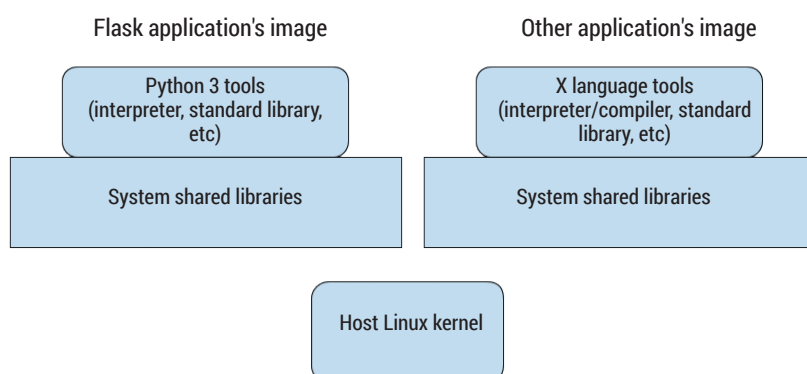 Flask application's image
Python 3 tools
(interpreter, standard library,
etc)
System shared libraries
Other application's image
X language tools
(interpreter/compiler, standard
library, etc)
System shared libraries
Host Linux kernel